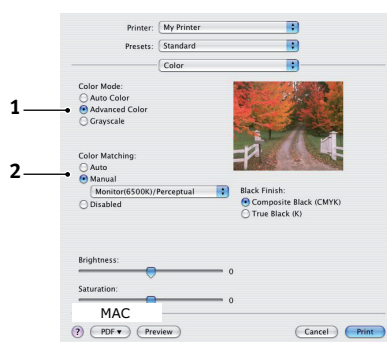 Printer: My Printer
Presets: Standard
Color
Color Mode:
Auto Color
1 Advanced Color
Grayscale
Color Matching:
Auto
2 Manual
Monitor(6500K)/Perceptual
Disabled
Black Finish:
Composite Black (CMYK)
True Black (K)
Brightness:
0
Saturation:
0
MAC
? PDF Preview Cancel Print